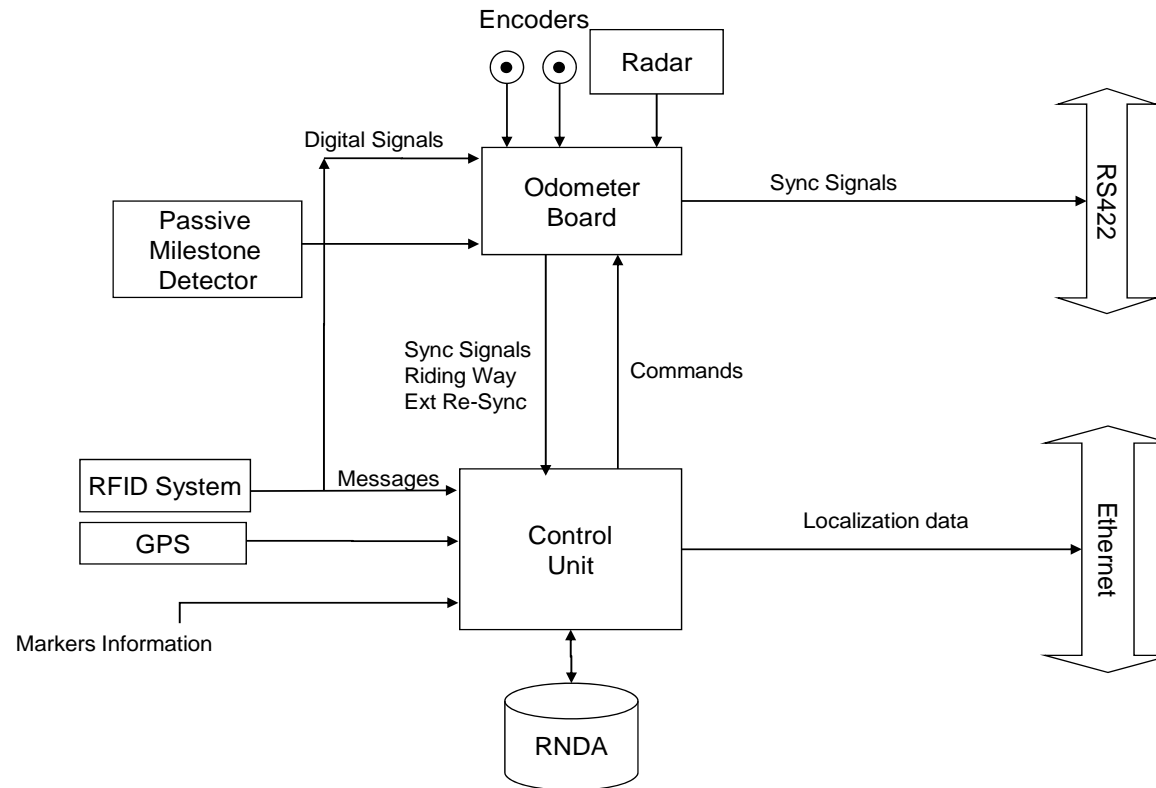 Encoders
Radar
Digital Signals
Odometer
Board
Sync Signals
RS422
Passive
Milestone
Detector
Sync Signals
Riding Way
Ext Re-Sync
Commands
RFID System
Messages
GPS
Control
Unit
Localization data
Ethernet
Markers Information
RNDA